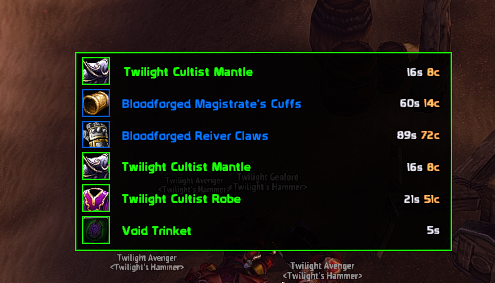 Twilight Cultist Mantle 16s 8c
Bloodforged Magistrate's Cuffs 60s 14c
Bloodforged Reiver Claws 89s 72c
Twilight Cultist Mantle 16s 8c
Twilight Avenger
<Twilight's Hammer>
Twilight Geolord
<Twilight's Hammer>
Twilight Cultist Robe 21s 51c
Void Trinket 5s
Twilight Avenger
<Twilight's Hammer>
Twilight Avenger
<Twilight's Hammer>